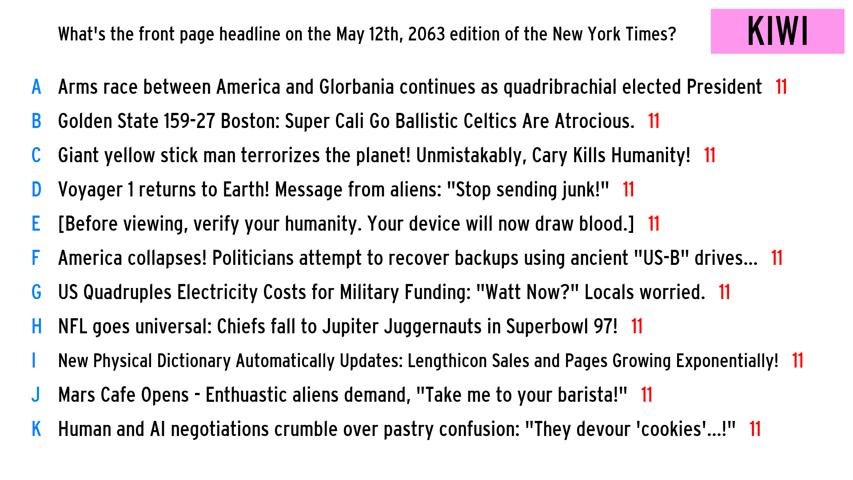 What's the front page headline on the May 12th, 2063 edition of the New York Times?
KIWI
A Arms race between America and Glorbania continues as quadribrachial elected President 11
B Golden State 159-27 Boston: Super Cali Go Ballistic Celtics Are Atrocious. 11
C Giant yellow stick man terrorizes the planet! Unmistakably, Cary Kills Humanity! 11
D Voyager 1 returns to Earth! Message from aliens: "Stop sending junk!" 11
E [Before viewing, verify your humanity. Your device will now draw blood.] 11
F America collapses! Politicians attempt to recover backups using ancient "US-B" drives... 11
G US Quadruples Electricity Costs for Military Funding: "Watt Now?" Locals worried. 11
H NFL goes universal: Chiefs fall to Jupiter Juggernauts in Superbowl 97! 11
I New Physical Dictionary Automatically Updates: Lengthicon Sales and Pages Growing Exponentially! 11
J Mars Cafe Opens - Enthuastic aliens demand, "Take me to your barista!" 11
K Human and AI negotiations crumble over pastry confusion: "They devour 'cookies'...!" 11